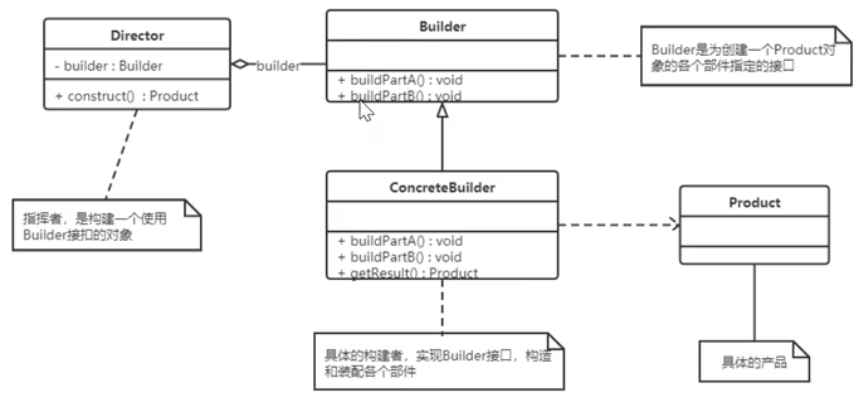 Director
- builder : Builder
+ construct() : Product
builder
Builder
+ buildPartA() : void
+ buildPartB() : void
Builder是为创建一个Product对
象的各个部件指定的接口
指挥者，是构建一个使用
Builder接扣的对象
ConcreteBuilder
+ buildPartA() : void
+ buildPartB() : void
+ getResult() : Product
Product
具体的构建者，实现Builder接口，构造
和装配各个部件
具体的产品